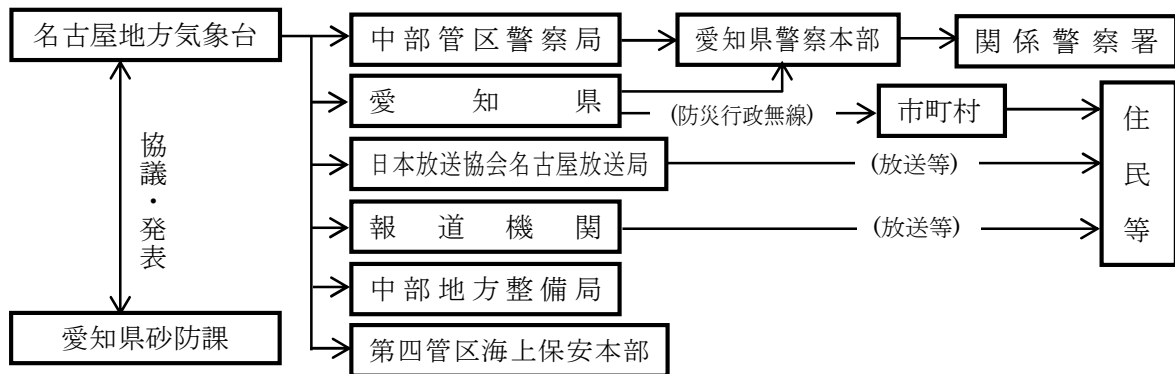 名古屋地方気象台
中部管区警察局
愛知県警察本部
関係警察署
愛知県
(防災行政無線)
市町村
住民等
協議・発表
日本放送協会名古屋放送局
(放送等)
報道機関
(放送等)
中部地方整備局
愛知県砂防課
第四管区海上保安本部